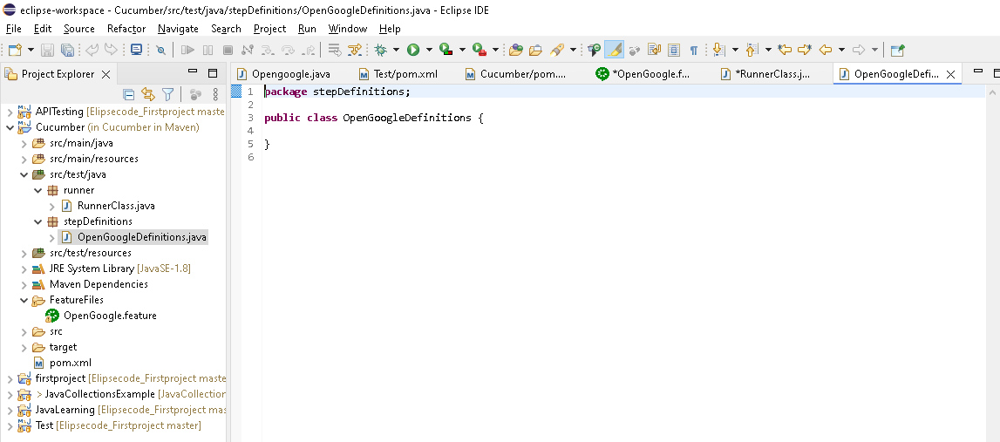 eclipse-workspace - Cucumber/src/test/java/stepDefinitions/OpenGoogleDefinitions.java - Eclipse IDE
File Edit Source Refactor Navigate Search Project Run Window Help
Project Explorer
Opengoogle.java Test/pom.xml Cucumber/pom.... *OpenGoogle.f... *RunnerClass.j... OpenGoogleDefi...
APITesting [Elipsecode_Firstproject maste
Cucumber (in Cucumber in Maven)
src/main/java
src/main/resources
src/test/java
runner
RunnerClass.java
stepDefinitions
OpenGoogleDefinitions.java
src/test/resources
JRE System Library [JavaSE-1.8]
Maven Dependencies
FeatureFiles
OpenGoogle.feature
src
target
pom.xml
firstproject [Elipsecode_Firstproject maste
> JavaCollectionsExample [JavaCollection
JavaLearning [Elipsecode_Firstproject mas
Test [Elipsecode_Firstproject master]
1 package stepDefinitions;
2
3 public class OpenGoogleDefinitions {
4
5 }
6